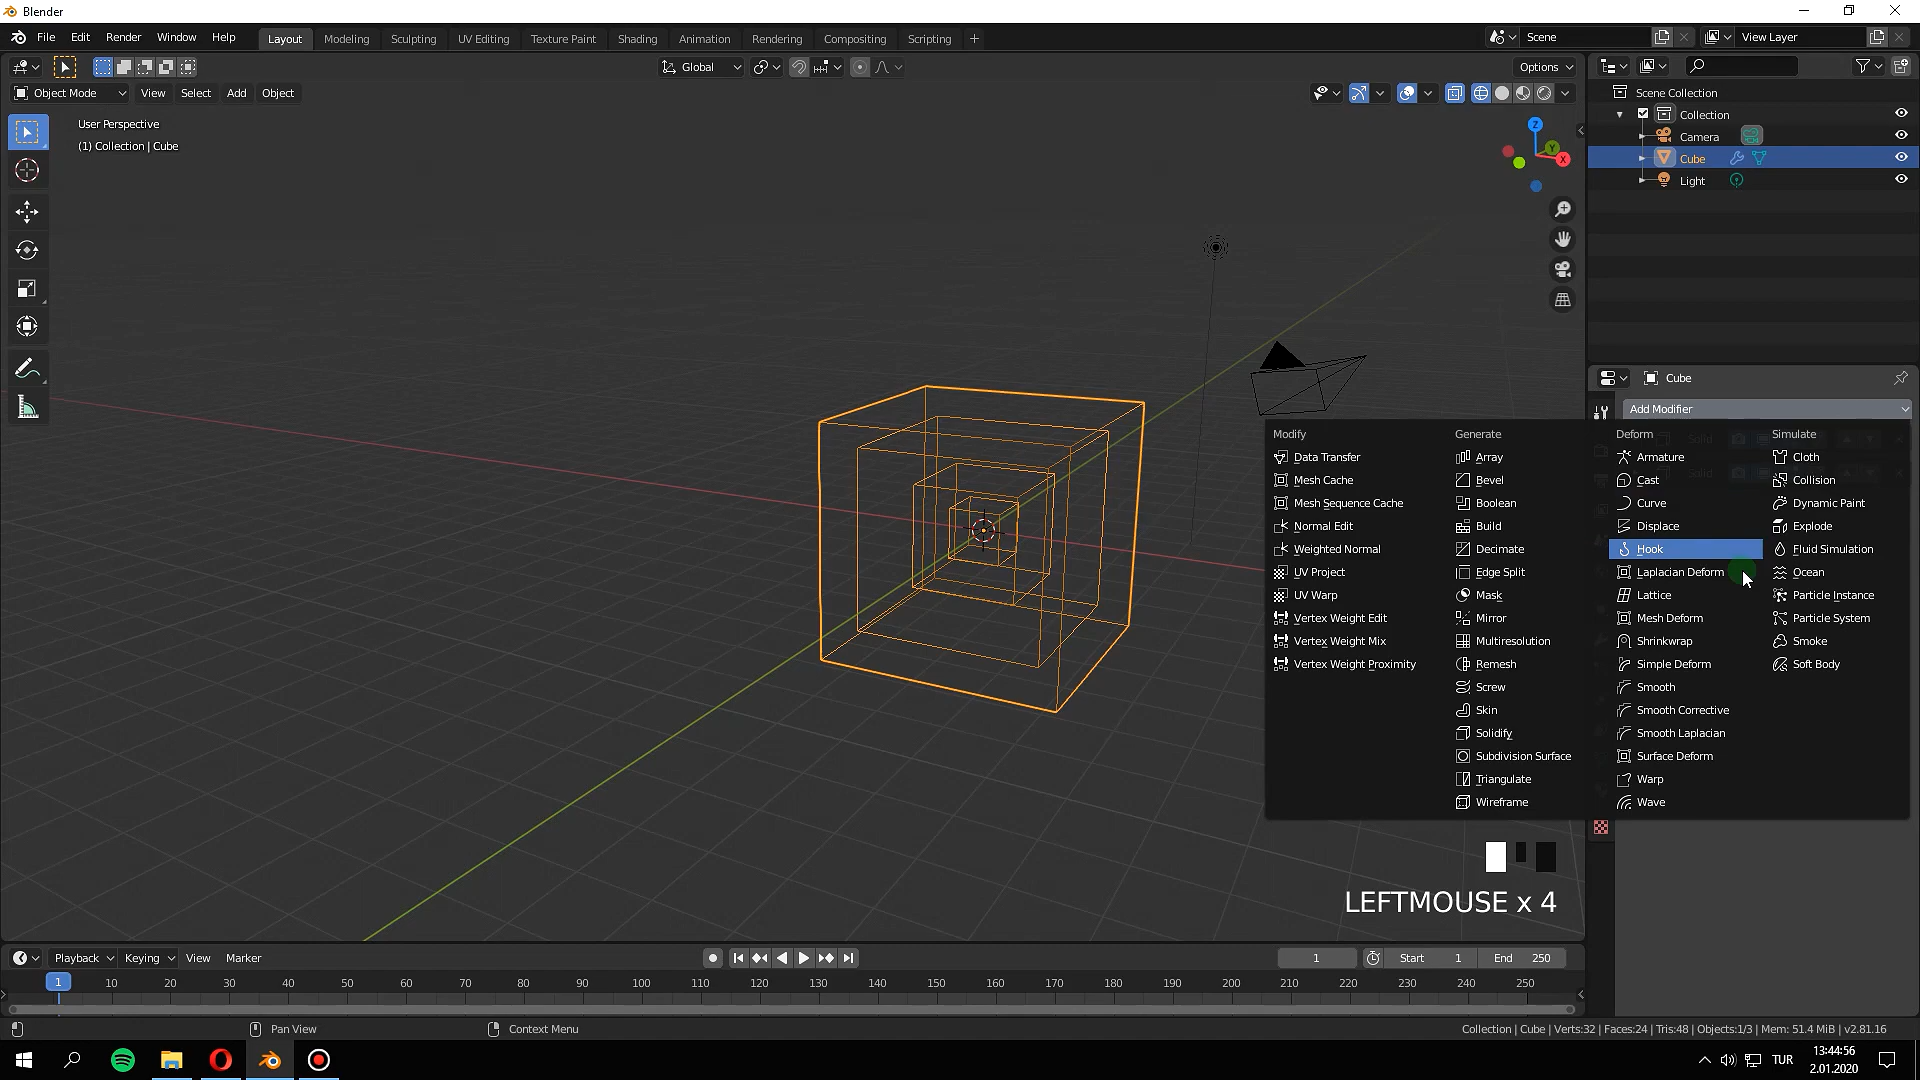 Blender
File Edit Render Window Help Layout Modeling Sculpting UV Editing Texture Paint Shading Animation Rendering Compositing Scripting + Scene View Layer
Global Options
Object Mode View Select Add Object
User Perspective
(1) Collection | Cube
Z
Y
X
Scene Collection
Collection
Camera
Cube
Light
Cube
Add Modifier
Modify Generate Deform Simulate
Data Transfer Array Armature Cloth
Mesh Cache Bevel Cast Collision
Mesh Sequence Cache Boolean Curve Dynamic Paint
Normal Edit Build Displace Explode
Weighted Normal Decimate Hook Fluid Simulation
UV Project Edge Split Laplacian Deform Ocean
UV Warp Mask Lattice Particle Instance
Vertex Weight Edit Mirror Mesh Deform Particle System
Vertex Weight Mix Multiresolution Shrinkwrap Smoke
Vertex Weight Proximity Remesh Simple Deform Soft Body
Screw Smooth
Skin Smooth Corrective
Solidify Smooth Laplacian
Subdivision Surface Surface Deform
Triangulate Warp
Wireframe Wave
LEFTMOUSE x 4
Playback Keying View Marker 1 Start 1 End 250
1 10 20 30 40 50 60 70 80 90 100 110 120 130 140 150 160 170 180 190 200 210 220 230 240 250
Pan View Context Menu Collection | Cube | Verts:32 | Faces:24 | Tris:48 | Objects:1/3 | Mem: 51.4 MiB | v2.81.16
TUR 13:44:56
2.01.2020